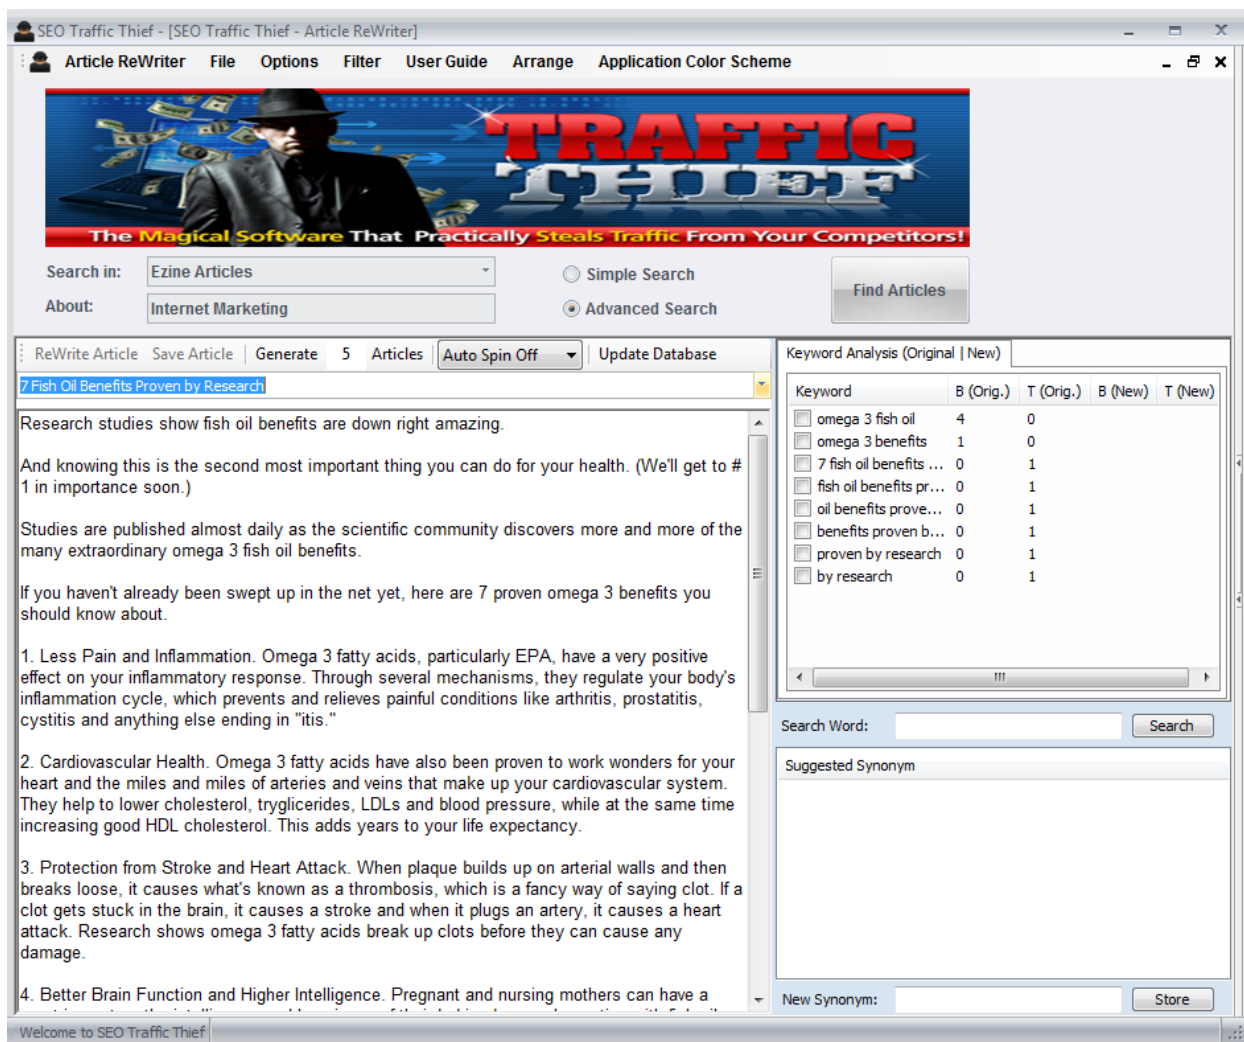 SEO Traffic Thief - [SEO Traffic Thief - Article ReWriter]
Article ReWriter File Options Filter User Guide Arrange Application Color Scheme
TRAFFIC
THIEF
The Magical Software That Practically Steals Traffic From Your Competitors!
Search in: Ezine Articles
Simple Search
Find Articles
About: Internet Marketing
Advanced Search
ReWrite Article Save Article Generate 5 Articles Auto Spin Off Update Database
7 Fish Oil Benefits Proven by Research
Research studies show fish oil benefits are down right amazing.
And knowing this is the second most important thing you can do for your health. (We'll get to #
1 in importance soon.)
Studies are published almost daily as the scientific community discovers more and more of the
many extraordinary omega 3 fish oil benefits.
If you haven't already been swept up in the net yet, here are 7 proven omega 3 benefits you
should know about.
1. Less Pain and Inflammation. Omega 3 fatty acids, particularly EPA, have a very positive
effect on your inflammatory response. Through several mechanisms, they regulate your body's
inflammation cycle, which prevents and relieves painful conditions like arthritis, prostatitis,
cystitis and anything else ending in "itis."
2. Cardiovascular Health. Omega 3 fatty acids have also been proven to work wonders for your
heart and the miles and miles of arteries and veins that make up your cardiovascular system.
They help to lower cholesterol, tryglicerides, LDLs and blood pressure, while at the same time
increasing good HDL cholesterol. This adds years to your life expectancy.
3. Protection from Stroke and Heart Attack. When plaque builds up on arterial walls and then
breaks loose, it causes what's known as a thrombosis, which is a fancy way of saying clot. If a
clot gets stuck in the brain, it causes a stroke and when it plugs an artery, it causes a heart
attack. Research shows omega 3 fatty acids break up clots before they can cause any
damage.
4. Better Brain Function and Higher Intelligence. Pregnant and nursing mothers can have a
Keyword Analysis (Original | New)
Keyword B (Orig.) T (Orig.) B (New) T (New)
omega 3 fish oil 4 0
omega 3 benefits 1 0
7 fish oil benefits ... 0 1
fish oil benefits pr... 0 1
oil benefits prove... 0 1
benefits proven b... 0 1
proven by research 0 1
by research 0 1
Search Word: Search
Suggested Synonym
New Synonym: Store
Welcome to SEO Traffic Thief